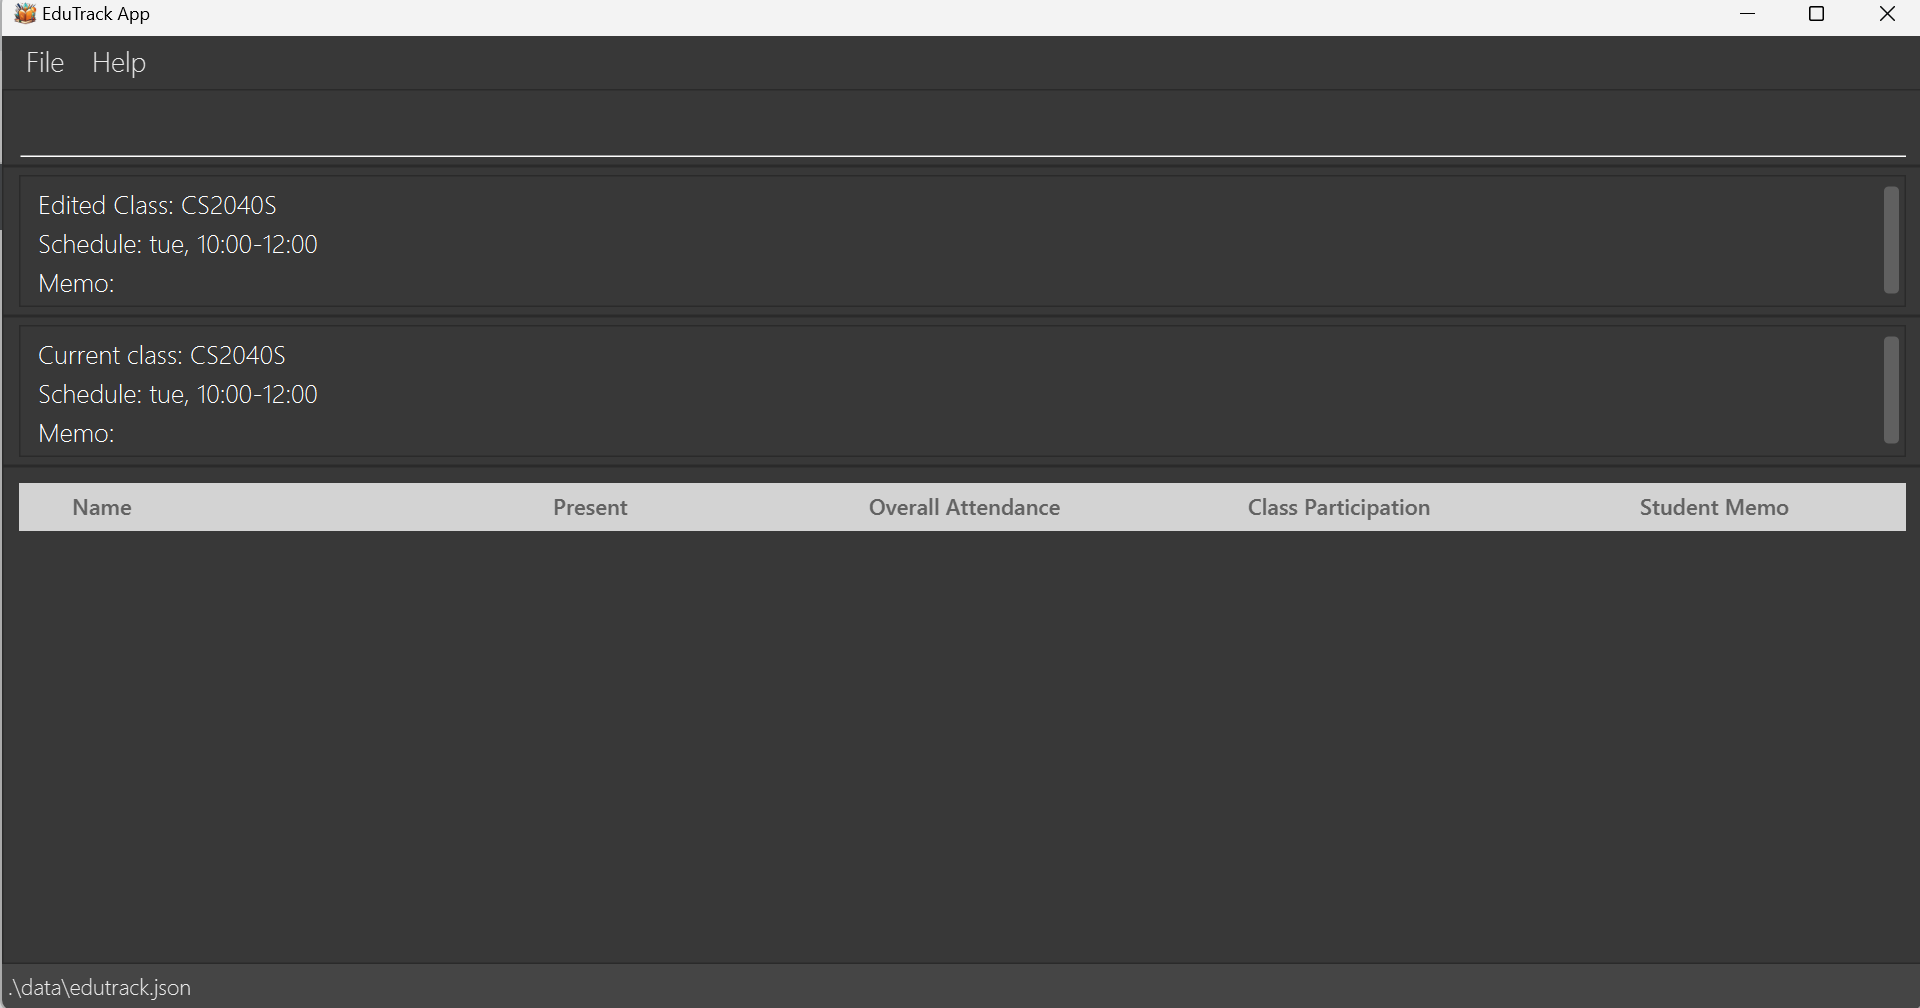 EduTrack App
File Help
Edited Class: CS2040S
Schedule: tue, 10:00-12:00
Memo:
Current class: CS2040S
Schedule: tue, 10:00-12:00
Memo:
Name Present Overall Attendance Class Participation Student Memo
.\data\edutrack.json